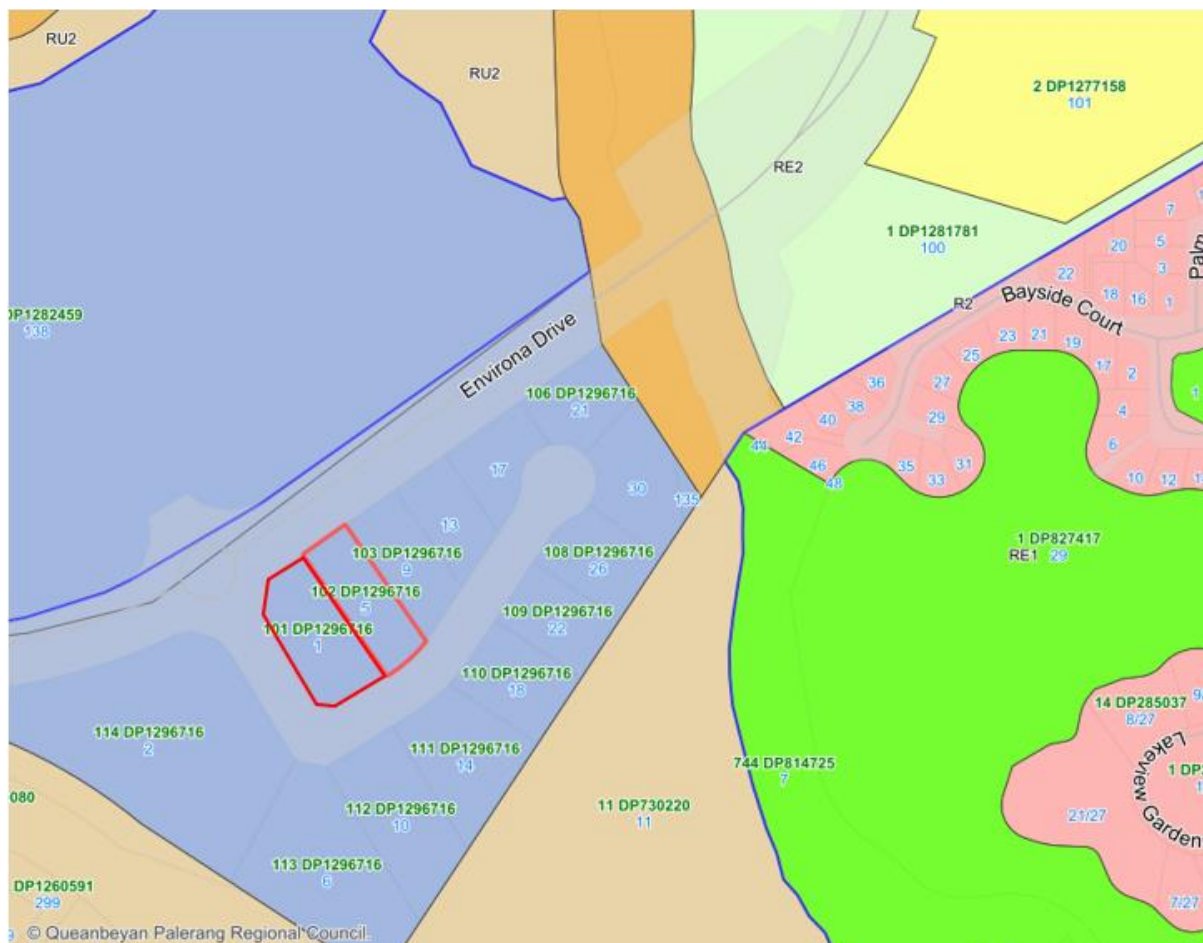 RU2
RU2
2 DP1277158
101
RE2
7
1 DP1281781
100
20
5
3
22
18
16
1
Palm
R2
Bayside Court
DP1282459
138
23
21
19
25
17
2
36
27
Environa Drive
38
4
1
40
29
106 DP1296716
21
42
44
6
46
35
31
17
48
33
10
12
30
135
13
103 DP1296716
9
108 DP1296716
26
1 DP827417
RE1 29
102 DP1296716
5
109 DP1296716
22
101 DP1296716
1
110 DP1296716
18
14 DP285037
8/27
114 DP1296716
2
111 DP1296716
14
744 DP814725
7
Lakeview Gardens
112 DP1296716
10
11 DP730220
11
21/27
113 DP1296716
6
DP1260591
299
7/27
© Queanbeyan Palerang Regional Council.